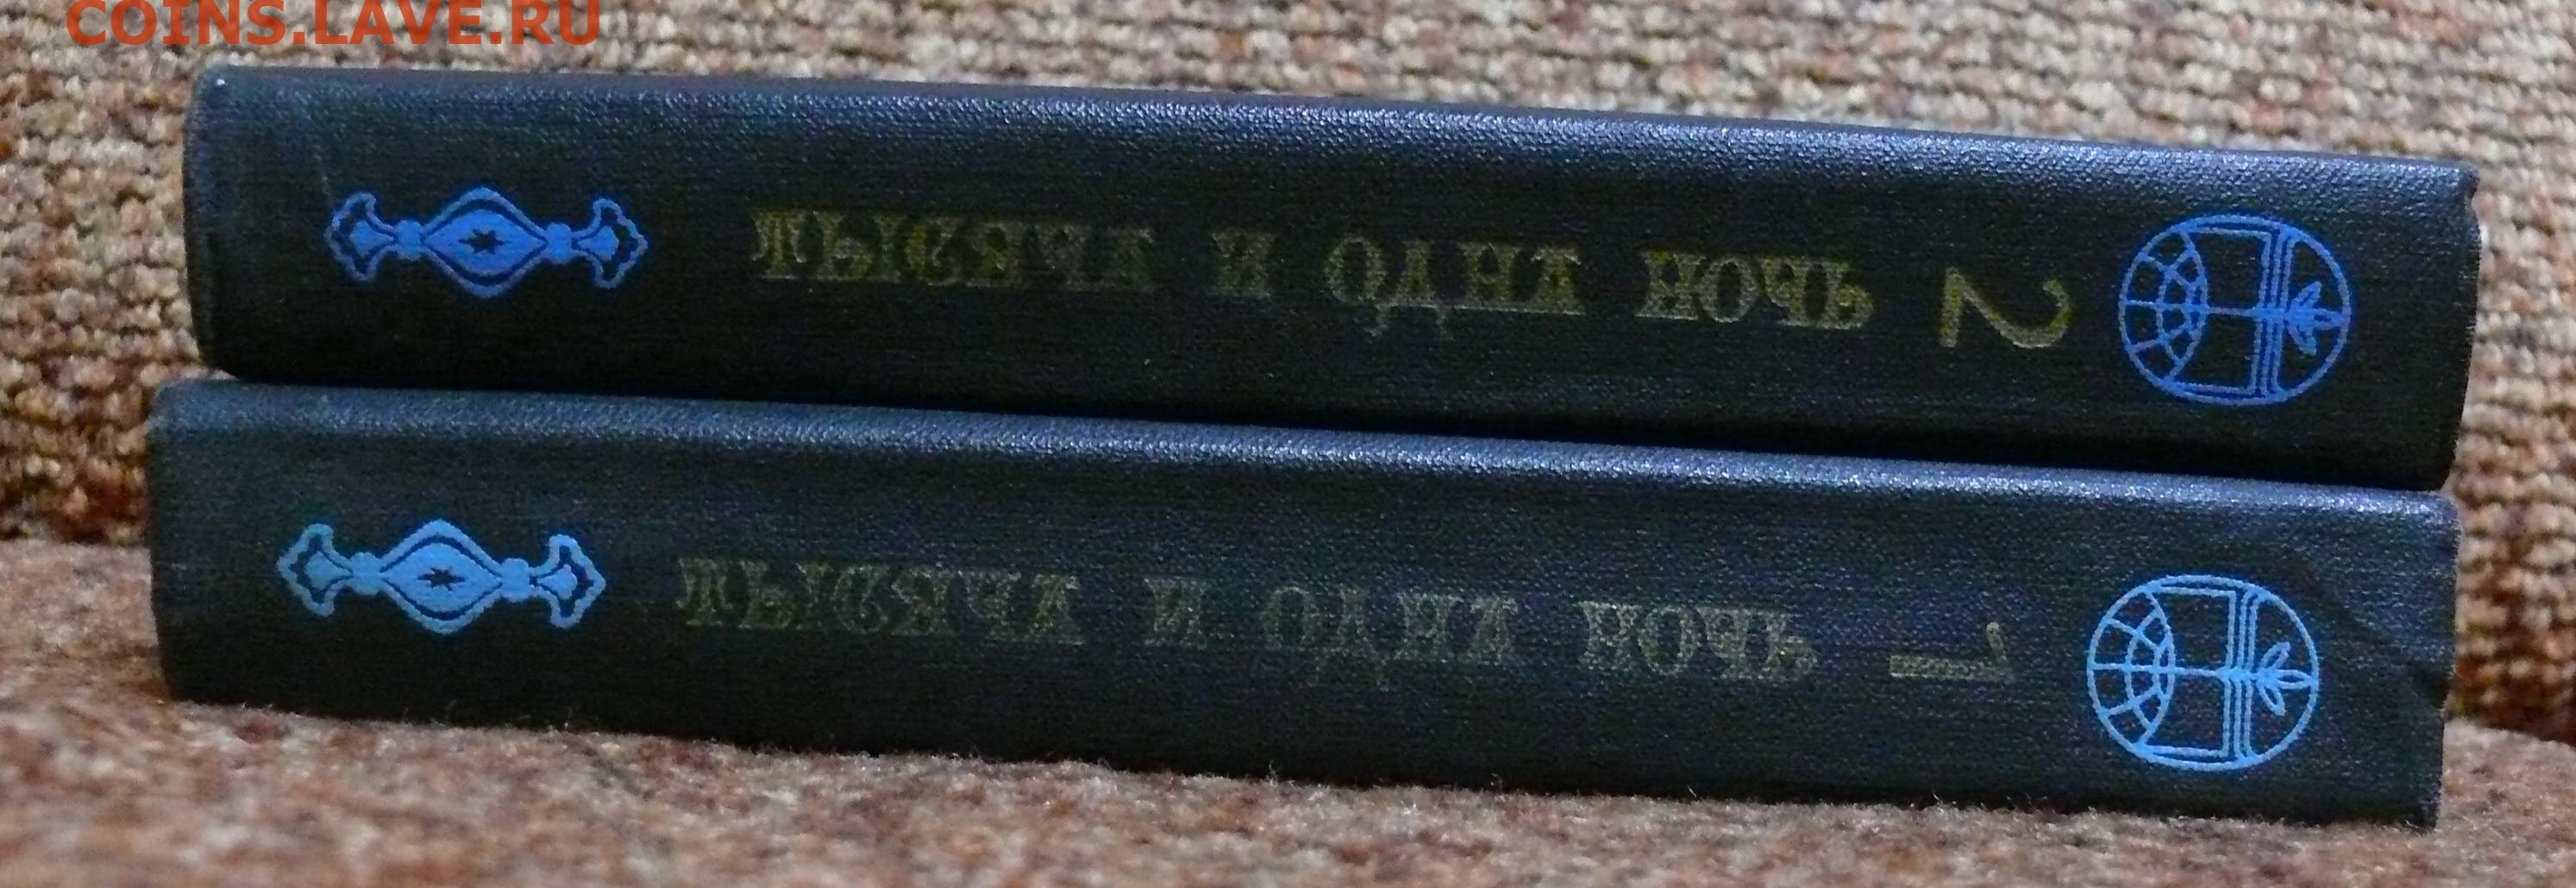 COINS.LAVE.RU
ТЫСЯЧА И ОДНА НОЧЬ 2
ТЫСЯЧА И ОДНА НОЧЬ 1